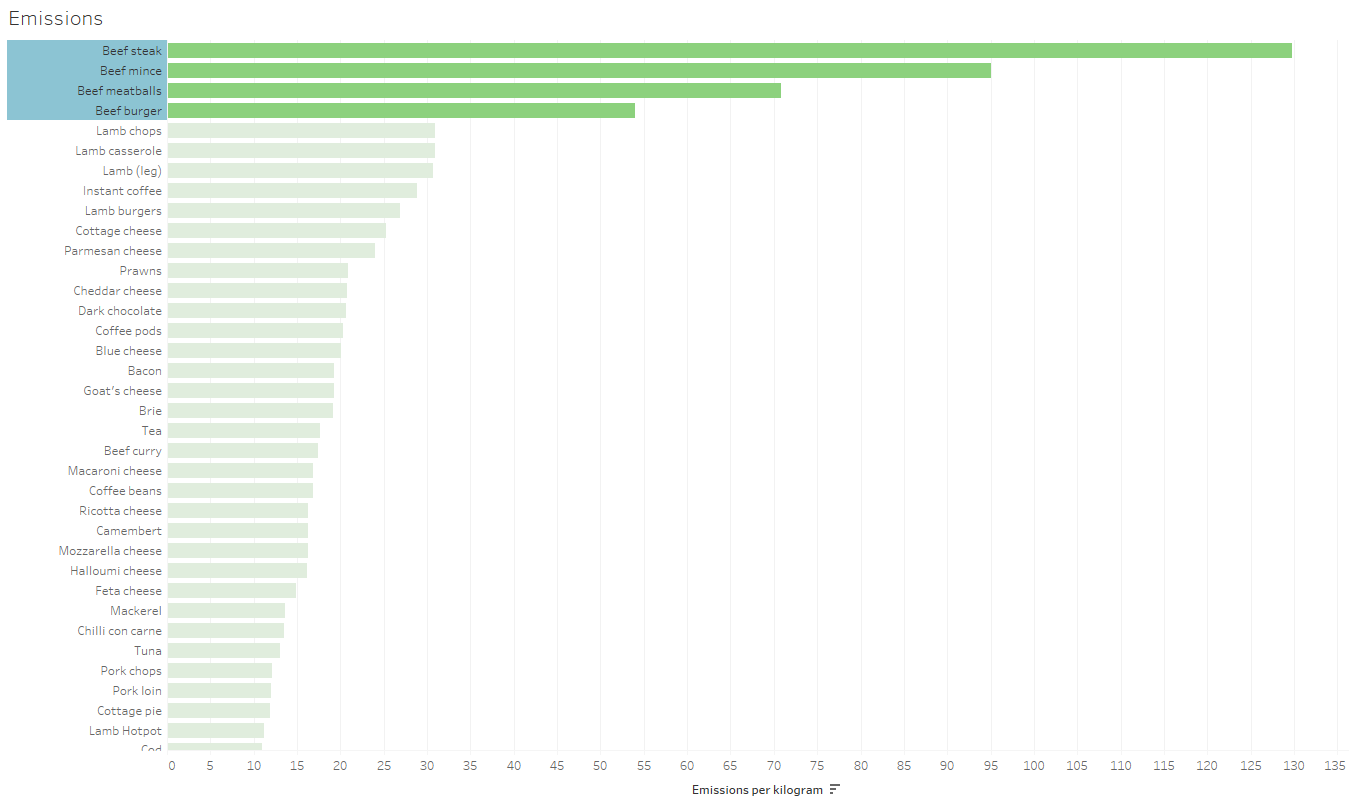 Emissions
Beef steak
Beef mince
Beef meatballs
Beef burger
Lamb chops
Lamb casserole
Lamb (leg)
Instant coffee
Lamb burgers
Cottage cheese
Parmesan cheese
Prawns
Cheddar cheese
Dark chocolate
Coffee pods
Blue cheese
Bacon
Goat’s cheese
Brie
Tea
Beef curry
Macaroni cheese
Coffee beans
Ricotta cheese
Camembert
Mozzarella cheese
Halloumi cheese
Feta cheese
Mackerel
Chilli con carne
Tuna
Pork chops
Pork loin
Cottage pie
Lamb Hotpot
Cod
0 5 10 15 20 25 30 35 40 45 50 55 60 65 70 75 80 85 90 95 100 105 110 115 120 125 130 135
Emissions per kilogram